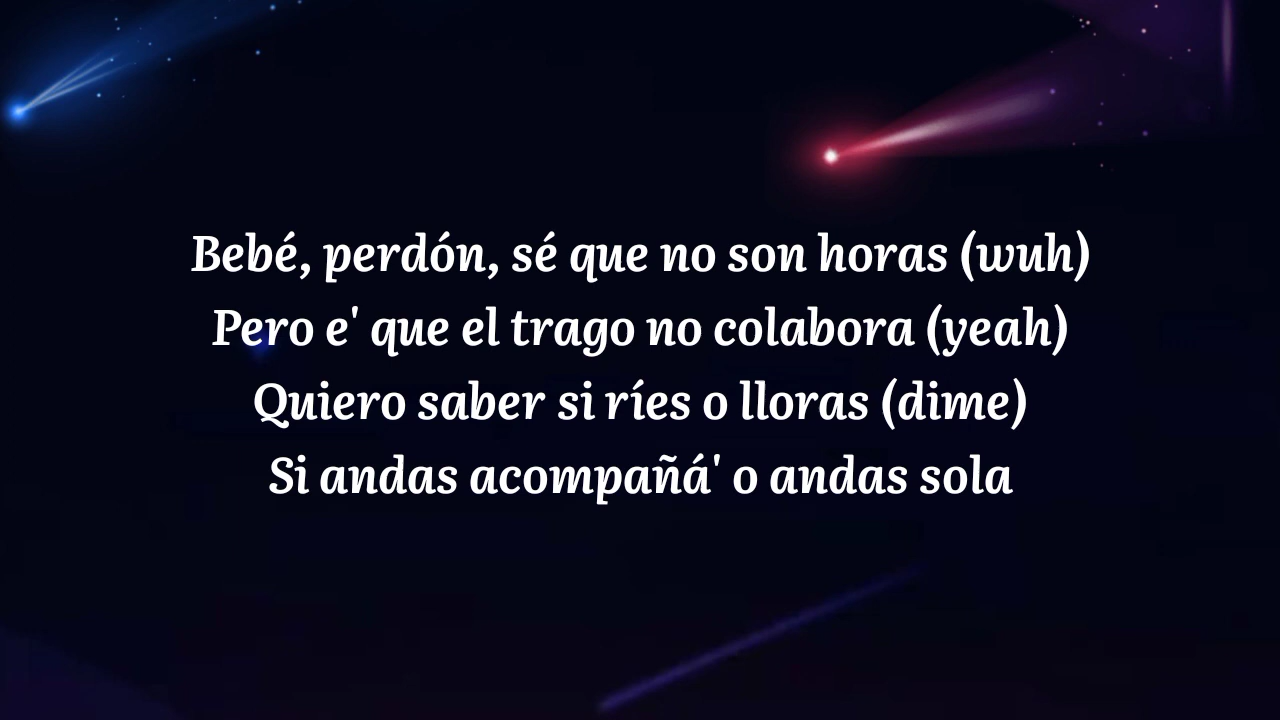 Bebé, perdón, sé que no son horas (wuh)
Pero e' que el trago no colabora (yeah)
Quiero saber si ríes o lloras (dime)
Si andas acompañá' o andas sola